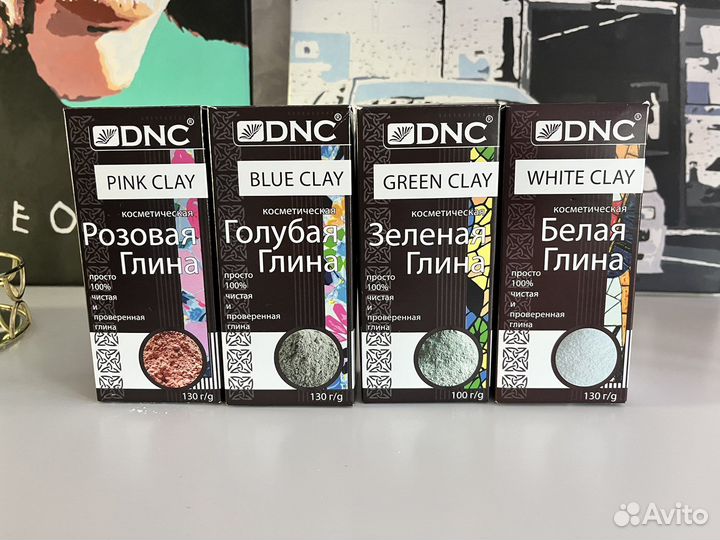 EO
DNC®
PINK CLAY
косметическая
Розовая
Глина
просто
100%
чистая
и
проверенная
глина
130 г/g
DNC®
BLUE CLAY
косметическая
Голубая
Глина
просто
100%
чистая
и
проверенная
глина
130 г/g
DNC®
GREEN CLAY
косметическая
Зеленая
Глина
просто
100%
чистая
и
проверенная
глина
100 г/g
DNC®
WHITE CLAY
косметическая
Белая
Глина
просто
100%
чистая
и
проверенная
глина
130 г/g
Avito